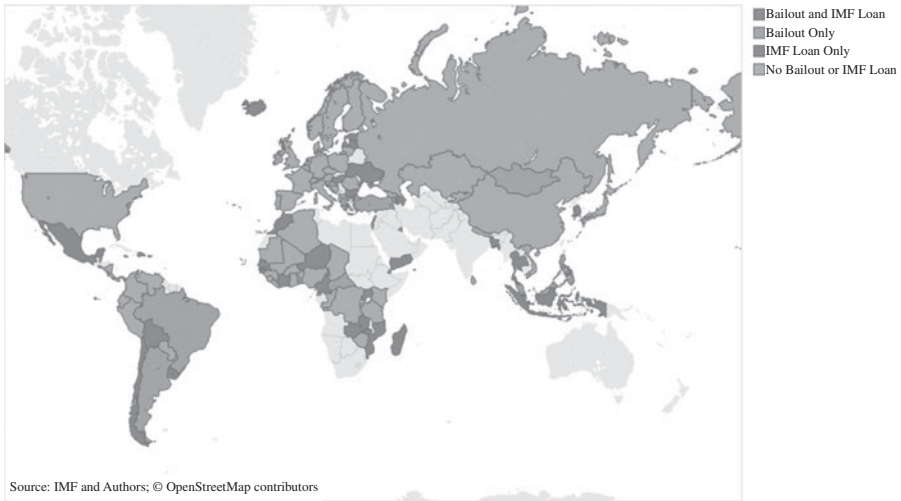 Bailout and IMF Loan
Bailout Only
IMF Loan Only
No Bailout or IMF Loan
Source: IMF and Authors; © OpenStreetMap contributors